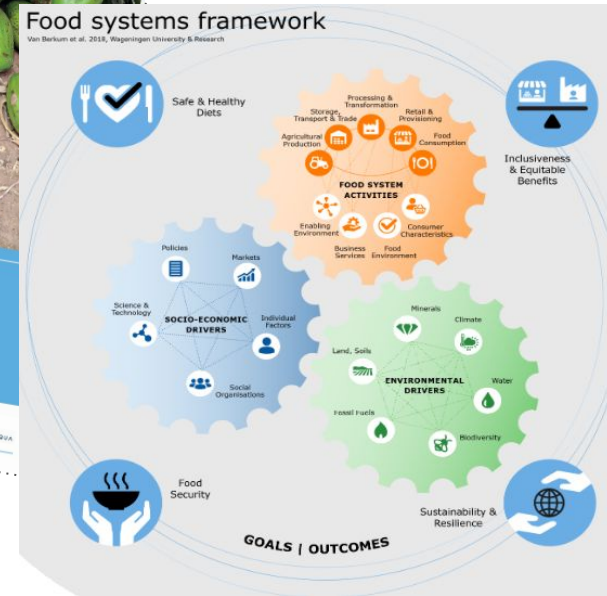 Food systems framework
Van Berkum et al. 2018, Wageningen University & Research
Safe & Healthy
Diets
Inclusiveness
& Equitable
Benefits
Processing &
Transformation
Storage,
Transport & Trade
Retail &
Provisioning
Agricultural
Production
Food
Consumption
FOOD SYSTEM
ACTIVITIES
Enabling
Environment
Business
Services
Food
Environment
Consumer
Characteristics
Policies
Markets
Science &
Technology
SOCIO-ECONOMIC
DRIVERS
Individual
Factors
Social
Organisations
Minerals
Climate
Land, Soils
ENVIRONMENTAL
DRIVERS
Water
Fossil Fuels
Biodiversity
Food
Security
Sustainability &
Resilience
GOALS | OUTCOMES